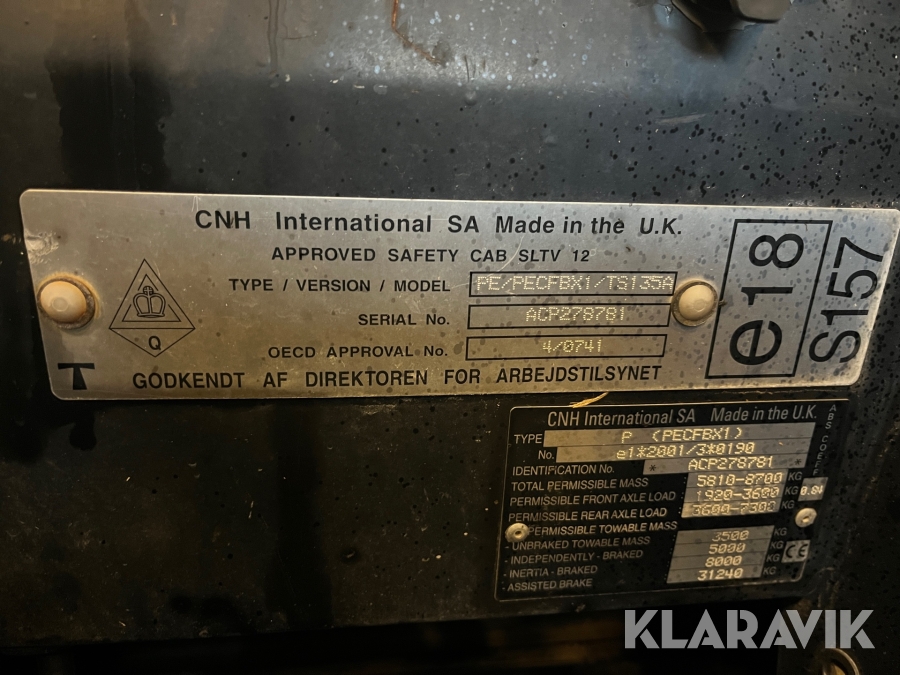 CNH International SA Made in the U.K.
APPROVED SAFETY CAB SLTV 12
TYPE / VERSION / MODEL PE/PECFBX1/TS135A
SERIAL No. ACP278781
OECD APPROVAL No. 4/0741
GODKENDT AF DIREKTOREN FOR ARBEJDSTILSYNET
Q
T
e18
S157
CNH International SA Made in the U.K.
TYPE P (PECFBX1)
No. e1*2001/3*0190
IDENTIFICATION No. * ACP278781
TOTAL PERMISSIBLE MASS 5810-8700 KG
PERMISSIBLE FRONT AXLE LOAD : 1920-3600 KG 0.84
PERMISSIBLE REAR AXLE LOAD : 3600-7300 KG
PERMISSIBLE TOWABLE MASS
- UNBRAKED TOWABLE MASS 3500 KG
- INDEPENDENTLY - BRAKED 5000 KG
- INERTIA - BRAKED 8000 KG
- ASSISTED BRAKE 31240 KG
CE
KLARAVIK